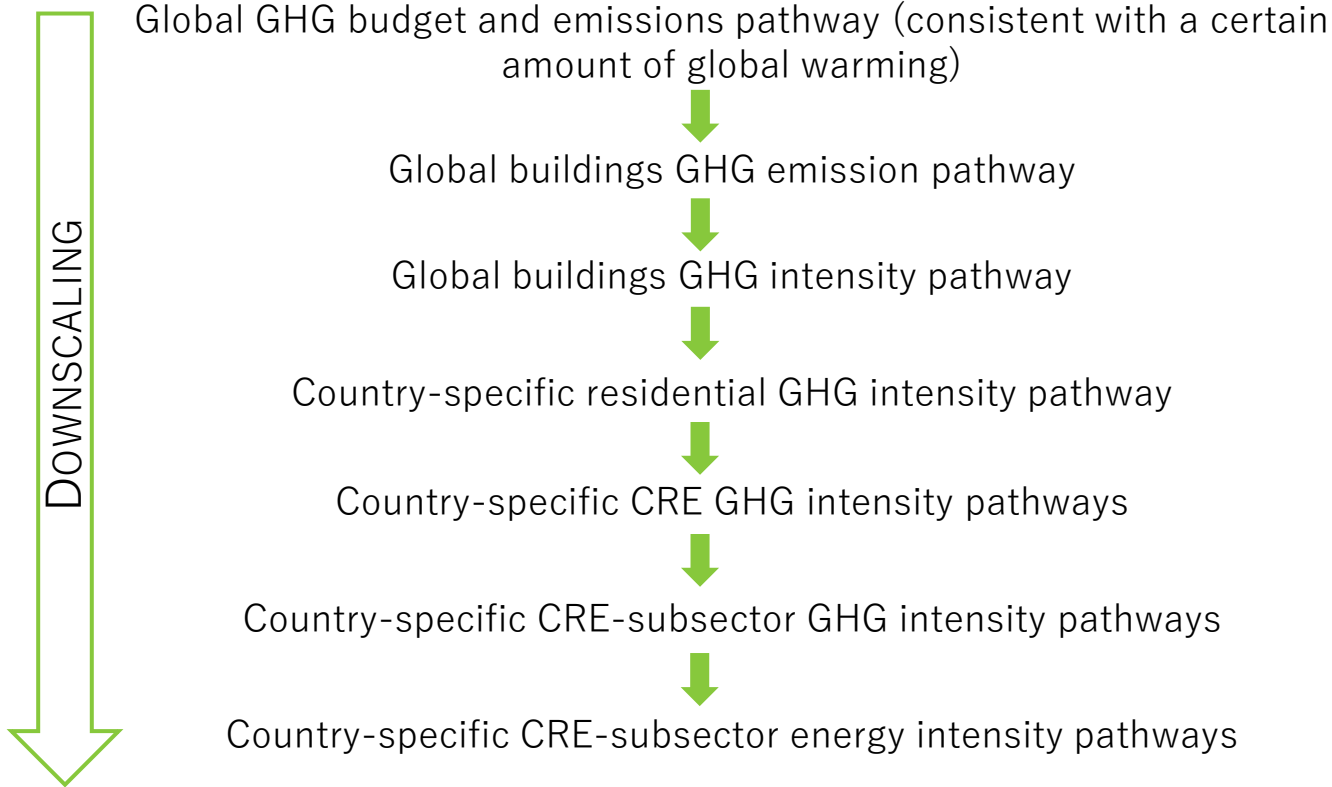 Global GHG budget and emissions pathway (consistent with a certain
amount of global warming)
Global buildings GHG emission pathway
Global buildings GHG intensity pathway
Country-specific residential GHG intensity pathway
Country-specific CRE GHG intensity pathways
Country-specific CRE-subsector GHG intensity pathways
Country-specific CRE-subsector energy intensity pathways
DOWNSCALING